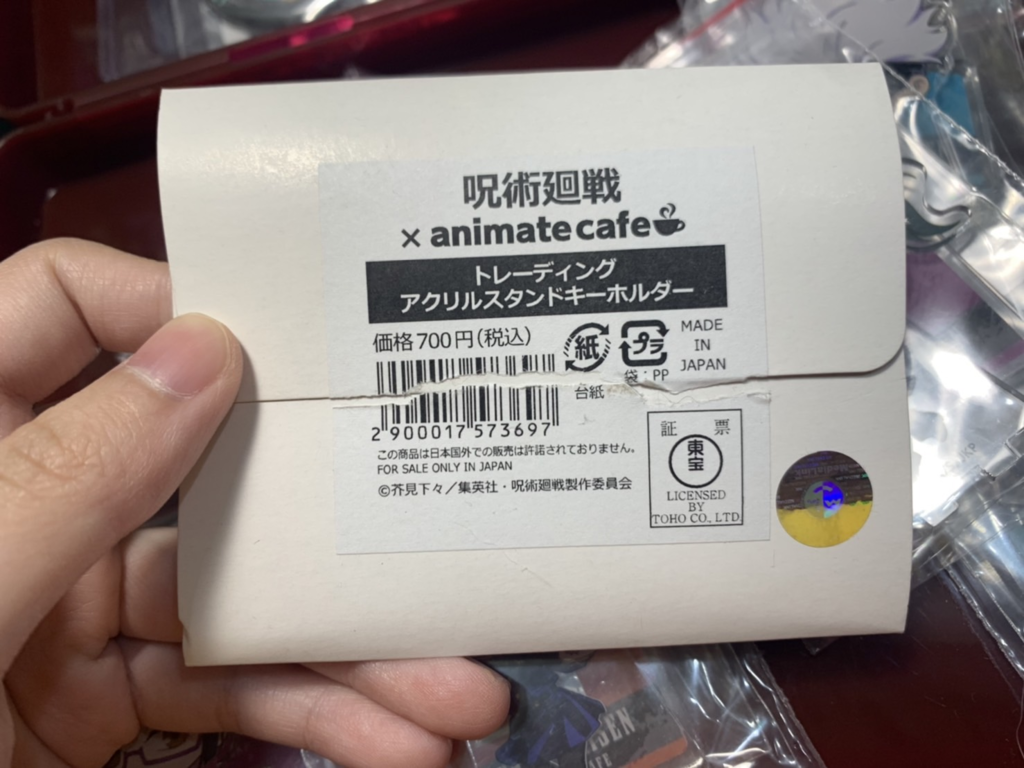 呪術廻戦
× animate cafe
トレーディング
アクリルスタンドキーホルダー
価格700円(税込)
紙
台紙
プラ
袋：PP
MADE
IN
JAPAN
2 900017 573697
この商品は日本国外での販売は許諾されておりません。
FOR SALE ONLY IN JAPAN
©芥見下々／集英社・呪術廻戦製作委員会
証 票
東宝
LICENSED
BY
TOHO CO., LTD.